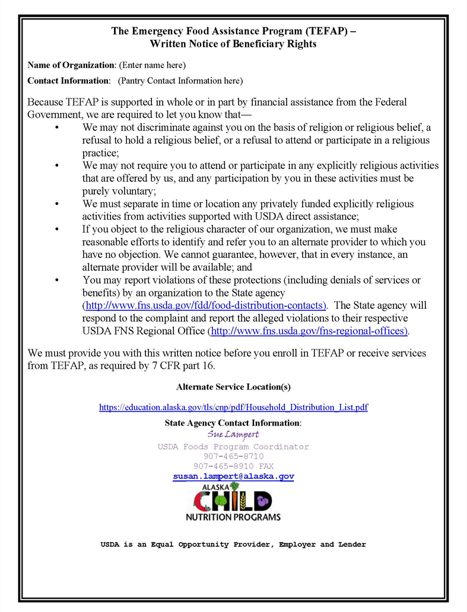 The Emergency Food Assistance Program (TEFAP) –
Written Notice of Beneficiary Rights
Name of Organization: (Enter name here)
Contact Information: (Pantry Contact Information here)
Because TEFAP is supported in whole or in part by financial assistance from the Federal
Government, we are required to let you know that—
• We may not discriminate against you on the basis of religion or religious belief, a
refusal to hold a religious belief, or a refusal to attend or participate in a religious
practice;
• We may not require you to attend or participate in any explicitly religious activities
that are offered by us, and any participation by you in these activities must be
purely voluntary;
• We must separate in time or location any privately funded explicitly religious
activities from activities supported with USDA direct assistance;
• If you object to the religious character of our organization, we must make
reasonable efforts to identify and refer you to an alternate provider to which you
have no objection. We cannot guarantee, however, that in every instance, an
alternate provider will be available; and
• You may report violations of these protections (including denials of services or
benefits) by an organization to the State agency
(http://www.fns.usda.gov/fdd/food-distribution-contacts). The State agency will
respond to the complaint and report the alleged violations to their respective
USDA FNS Regional Office (http://www.fns.usda.gov/fns-regional-offices).
We must provide you with this written notice before you enroll in TEFAP or receive services
from TEFAP, as required by 7 CFR part 16.
Alternate Service Location(s)
https://education.alaska.gov/tls/cnp/pdf/Household_Distribution_List.pdf
State Agency Contact Information:
Sue Lampert
USDA Foods Program Coordinator
907-465-8710
907-465-8910 FAX
susan.lampert@alaska.gov
ALASKA
CHILD
NUTRITION PROGRAMS
USDA is an Equal Opportunity Provider, Employer and Lender